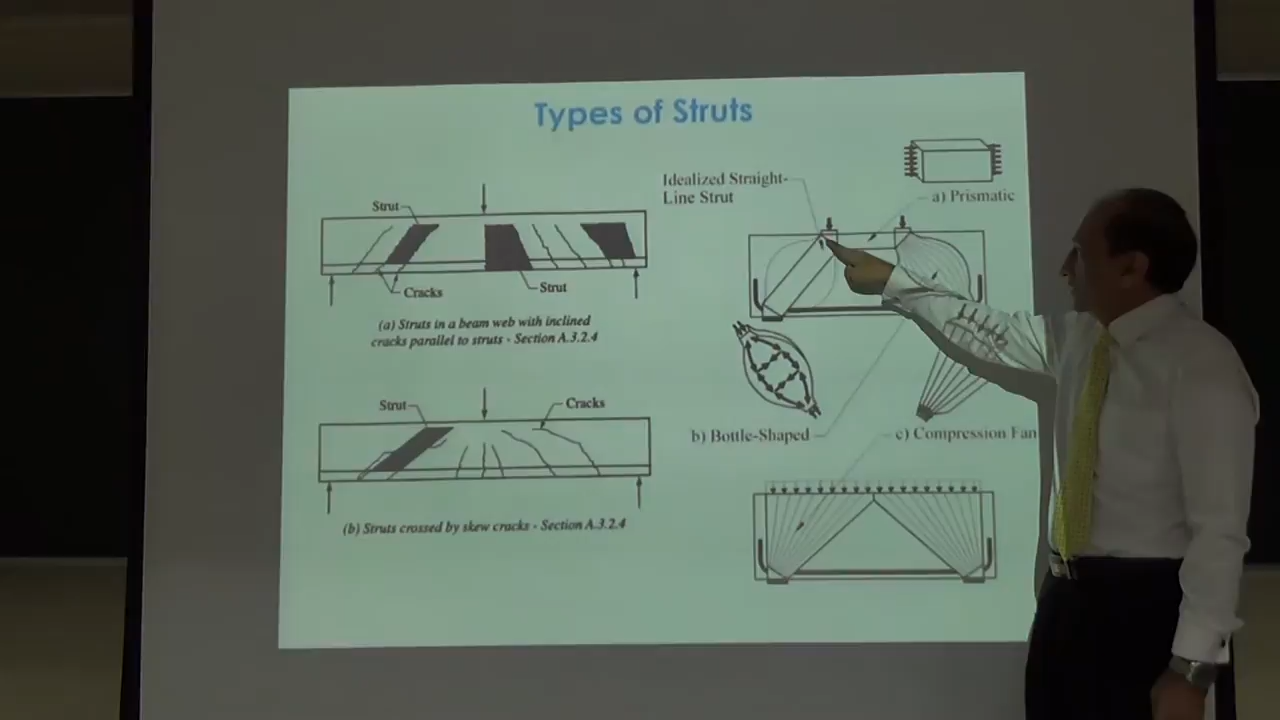 Types of Struts
Strut
Cracks
Strut
(a) Struts in a beam web with inclined
cracks parallel to struts - Section A.3.2.4
Strut
Cracks
(b) Struts crossed by skew cracks - Section A.3.2.4
Idealized Straight-
Line Strut
a) Prismatic
b) Bottle-Shaped
c) Compression Fan